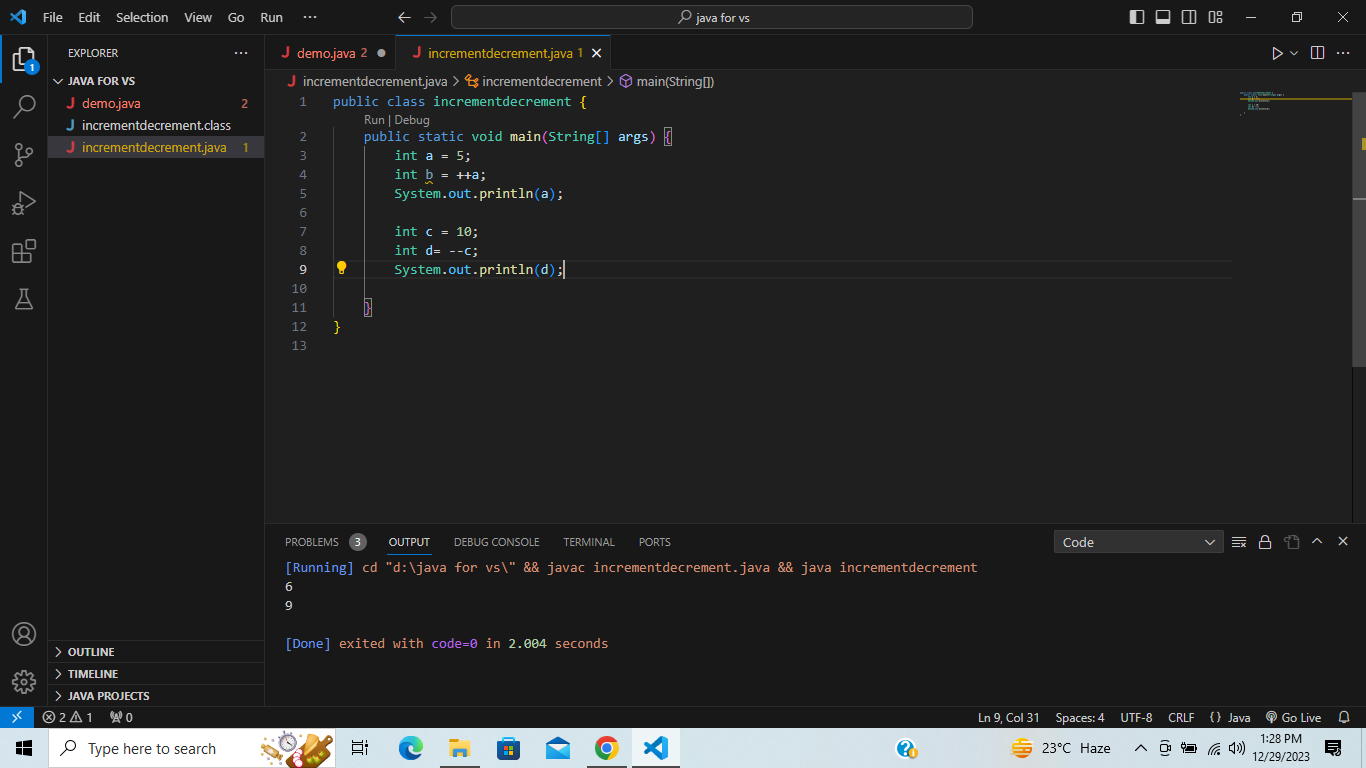 File Edit Selection View Go Run ··· java for vs
EXPLORER ···
JAVA FOR VS
demo.java 2
incrementdecrement.class
incrementdecrement.java 1
OUTLINE
TIMELINE
JAVA PROJECTS
demo.java 2 incrementdecrement.java 1
incrementdecrement.java > incrementdecrement > main(String[])
1 public class incrementdecrement {
Run | Debug
2 public static void main(String[] args) {
3 int a = 5;
4 int b = ++a;
5 System.out.println(a);
6
7 int c = 10;
8 int d= --c;
9 System.out.println(d);
10
11 }
12 }
13
PROBLEMS 3 OUTPUT DEBUG CONSOLE TERMINAL PORTS Code
[Running] cd "d:\java for vs\" && javac incrementdecrement.java && java incrementdecrement
6
9
[Done] exited with code=0 in 2.004 seconds
2 1 0 Ln 9, Col 31 Spaces: 4 UTF-8 CRLF {} Java Go Live
Type here to search 23°C Haze 1:28 PM
12/29/2023